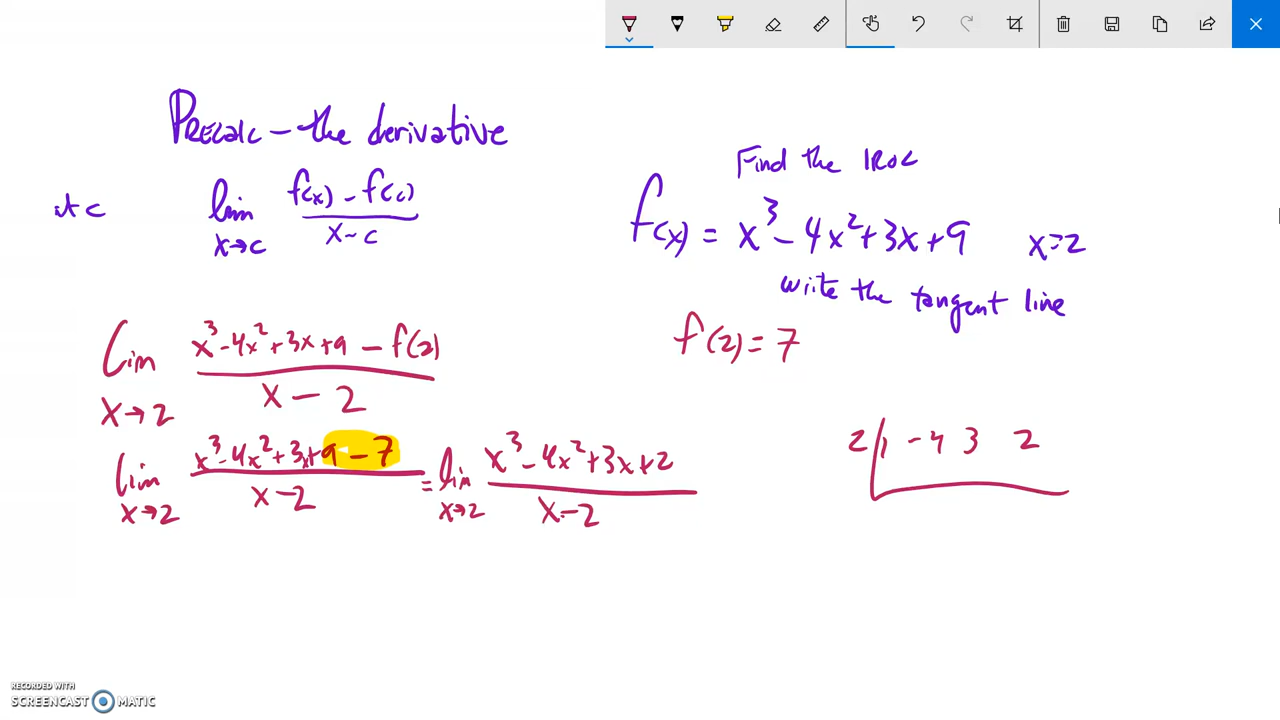 PRECALC – the derivative
Find the IROC
at c
lim f(x) – f(c)
x→c x – c
f(x) = x³ – 4x² + 3x + 9 x=2
write the tangent line
Lim x³ – 4x² + 3x + 9 – f(2)
x→2 x – 2
f(2) = 7
lim x³ – 4x² + 3x + 9 – 7 = lim x³ – 4x² + 3x + 2
x→2 x – 2 x→2 x – 2
2| 1 – 4 3 2
RECORDED WITH
SCREENCAST MATIC